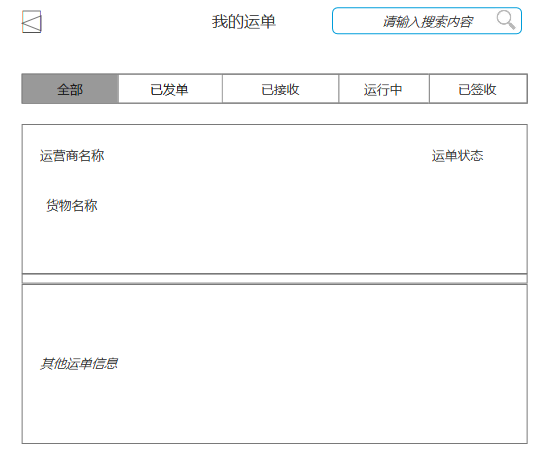 我的运单
请输入搜索内容
全部 已发单 已接收 运行中 已签收
运营商名称 运单状态
货物名称
其他运单信息